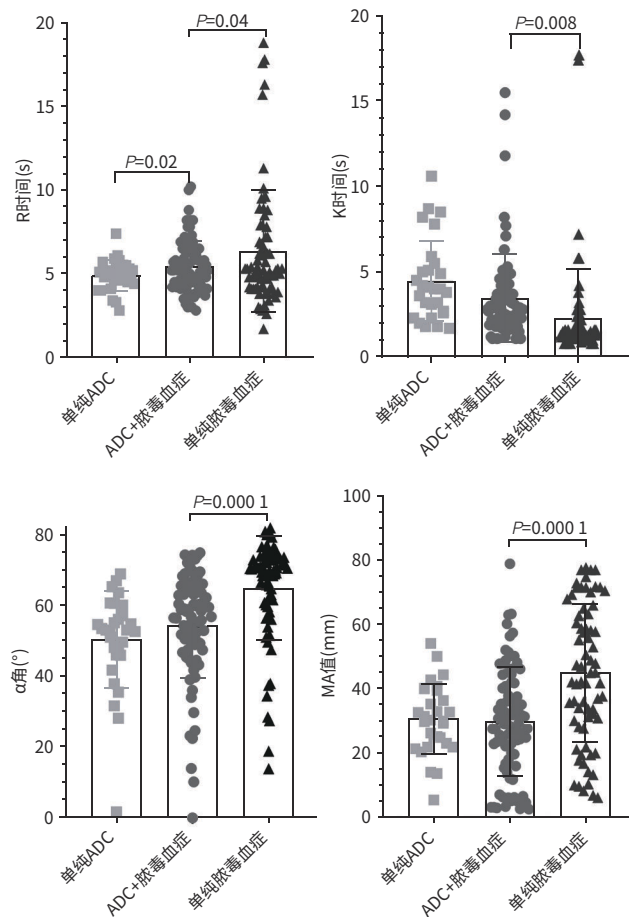 20
15
10
5
0
R时间(s)
P=0.02
P=0.04
单纯ADC
ADC+脓毒血症
单纯脓毒血症
20
15
10
5
0
K时间(s)
P=0.008
单纯ADC
ADC+脓毒血症
单纯脓毒血症
80
60
40
20
0
α角(°)
P=0.000 1
单纯ADC
ADC+脓毒血症
单纯脓毒血症
100
80
60
40
20
0
MA值(mm)
P=0.000 1
单纯ADC
ADC+脓毒血症
单纯脓毒血症